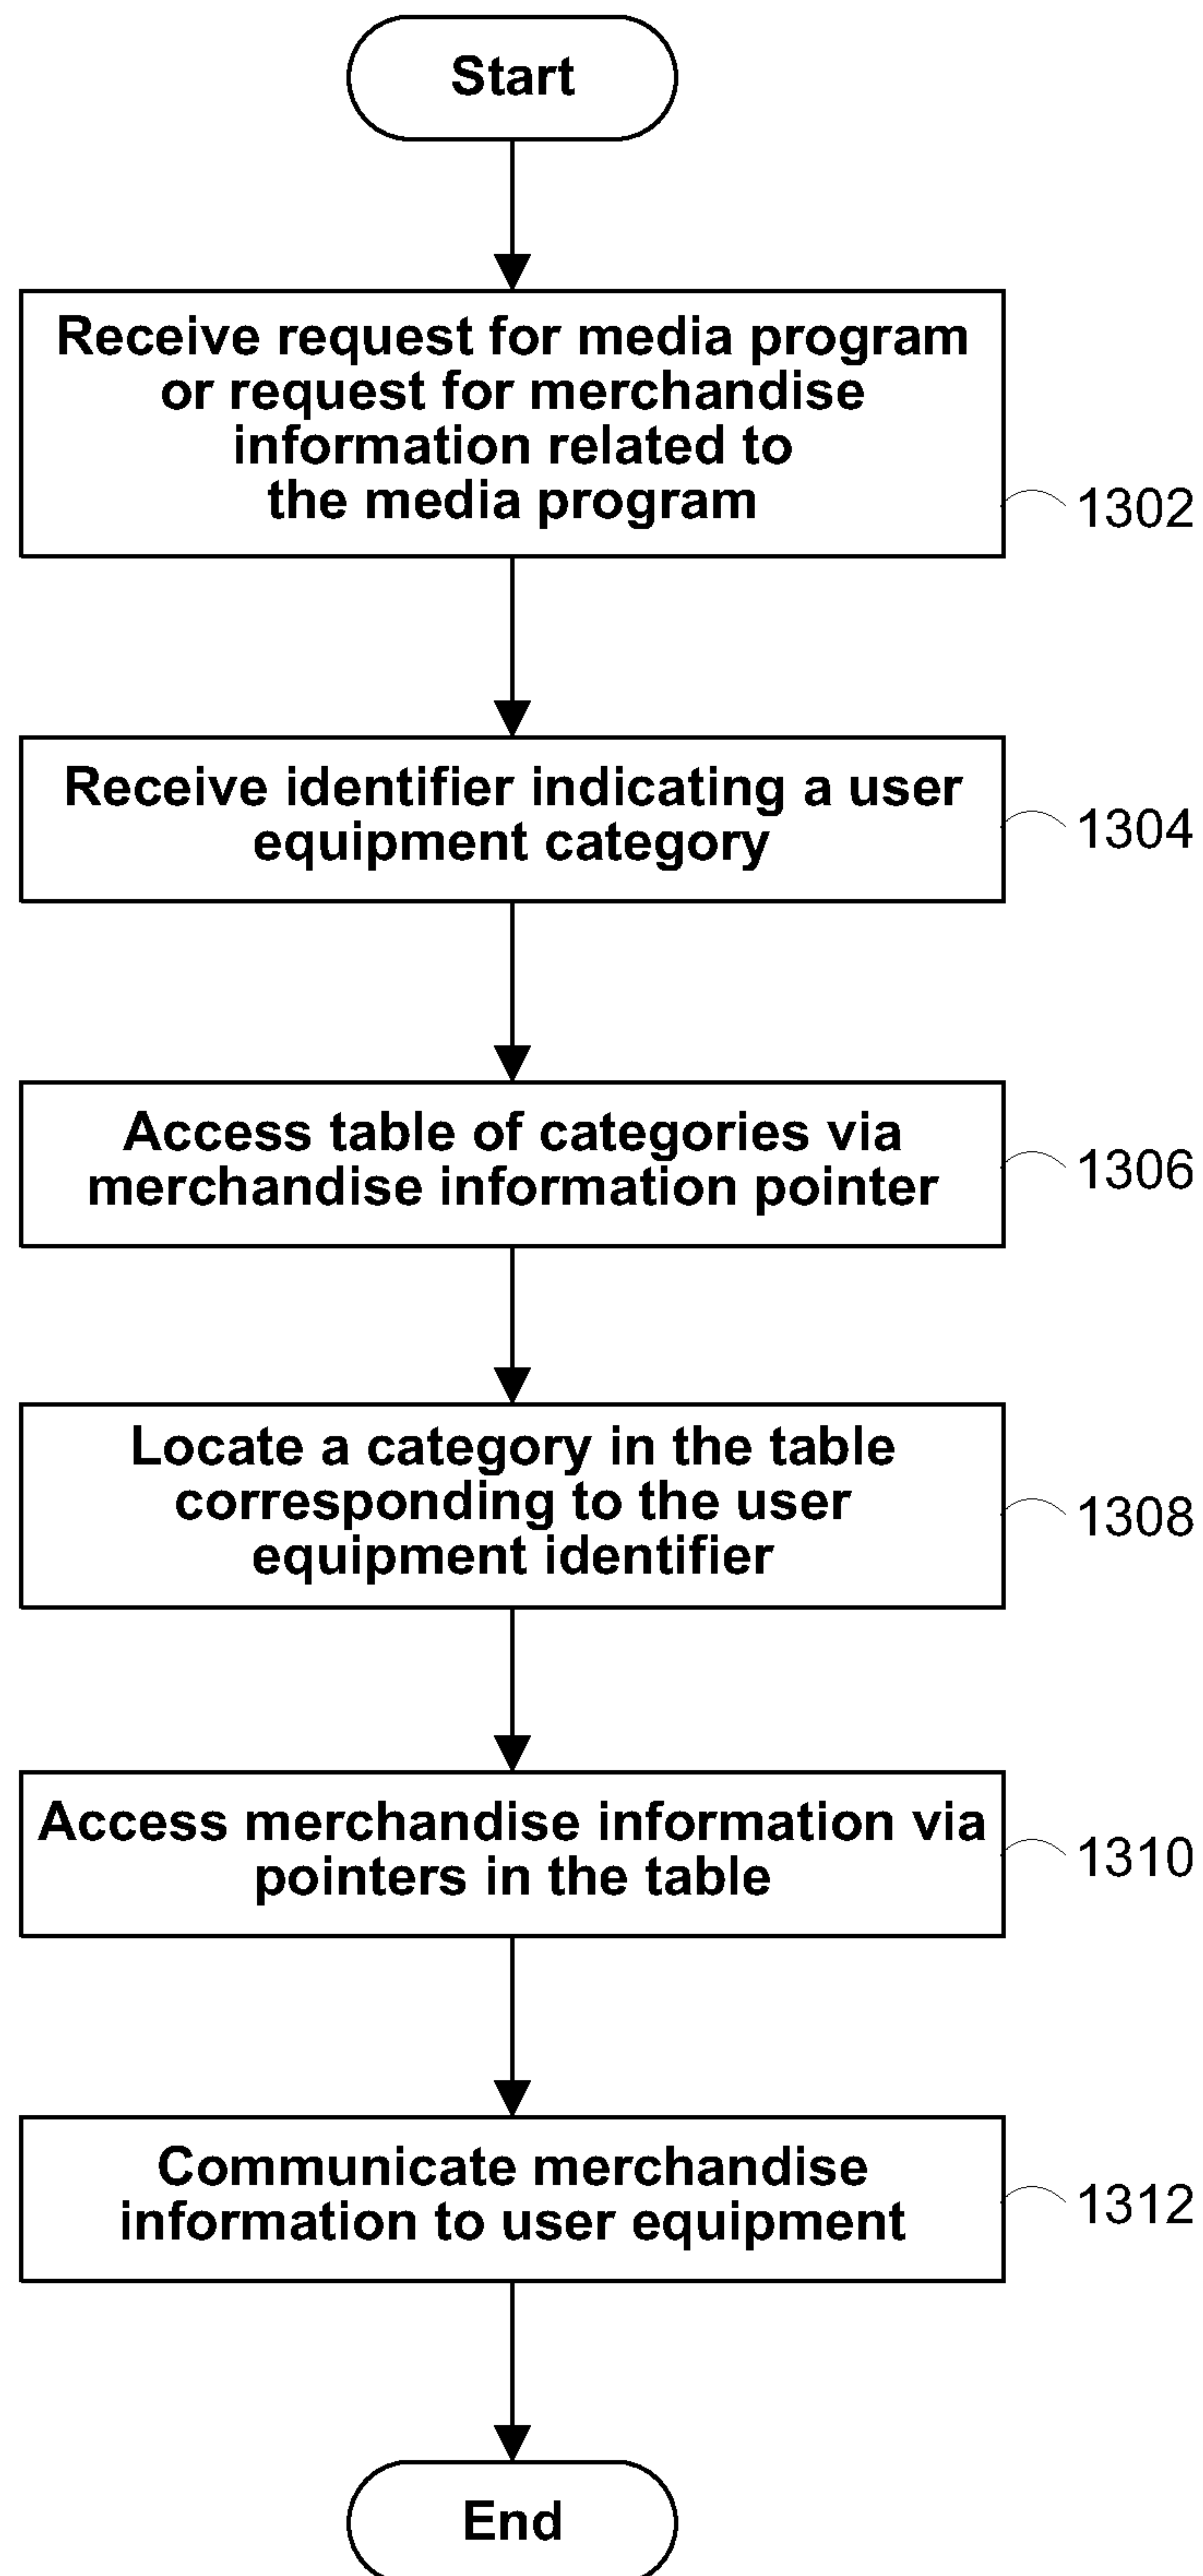 Start
Receive request for media program
or request for merchandise
information related to
the media program
1302
Receive identifier indicating a user
equipment category
1304
Access table of categories via
merchandise information pointer
1306
Locate a category in the table
corresponding to the user
equipment identifier
1308
Access merchandise information via
pointers in the table
1310
Communicate merchandise
information to user equipment
1312
End